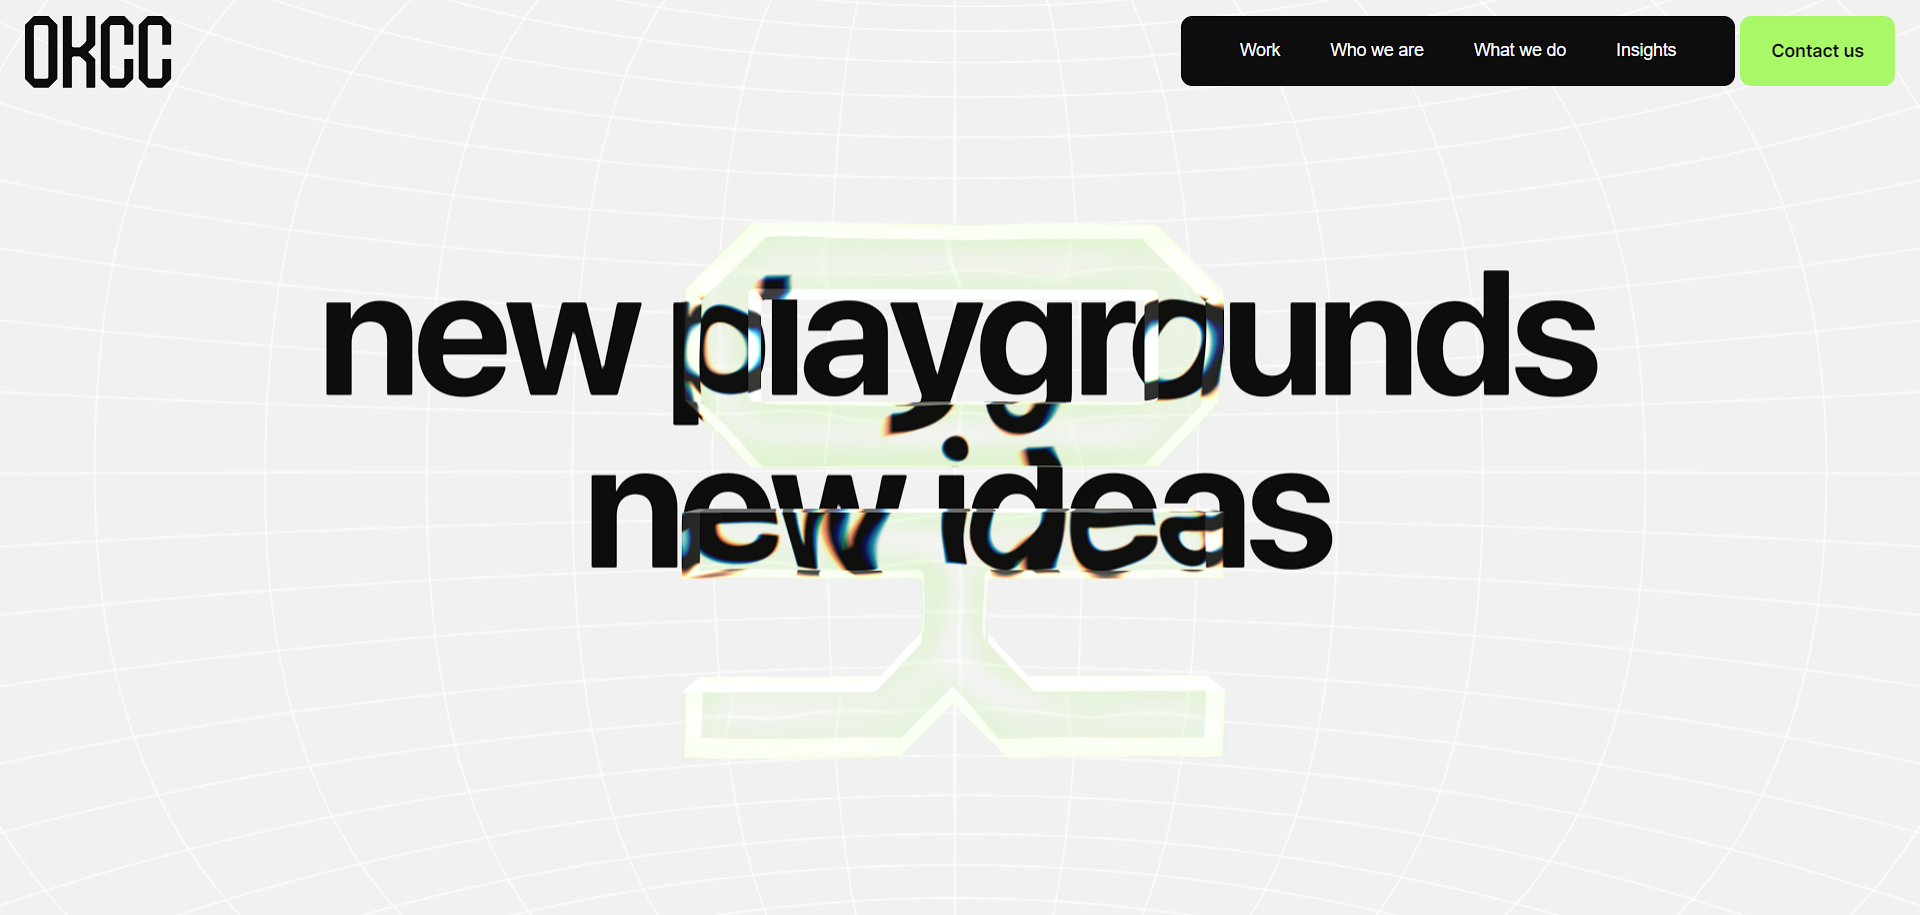 OKCC
Work
Who we are
What we do
Insights
Contact us
new playgrounds
new ideas